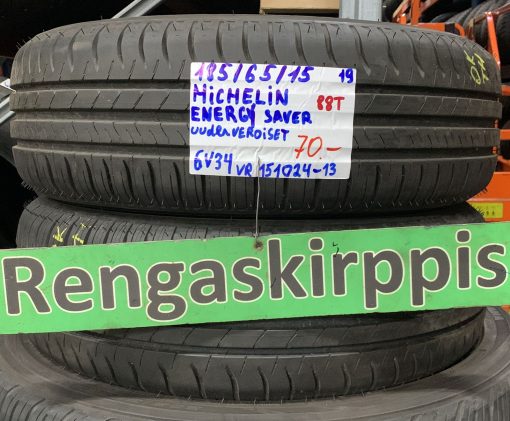 185/65/15 19
MiCHELIN 88T
ENERGY SAVER
uudenVEROiSET 70.-
6V34 VR 151024-13
Rengaskirppis